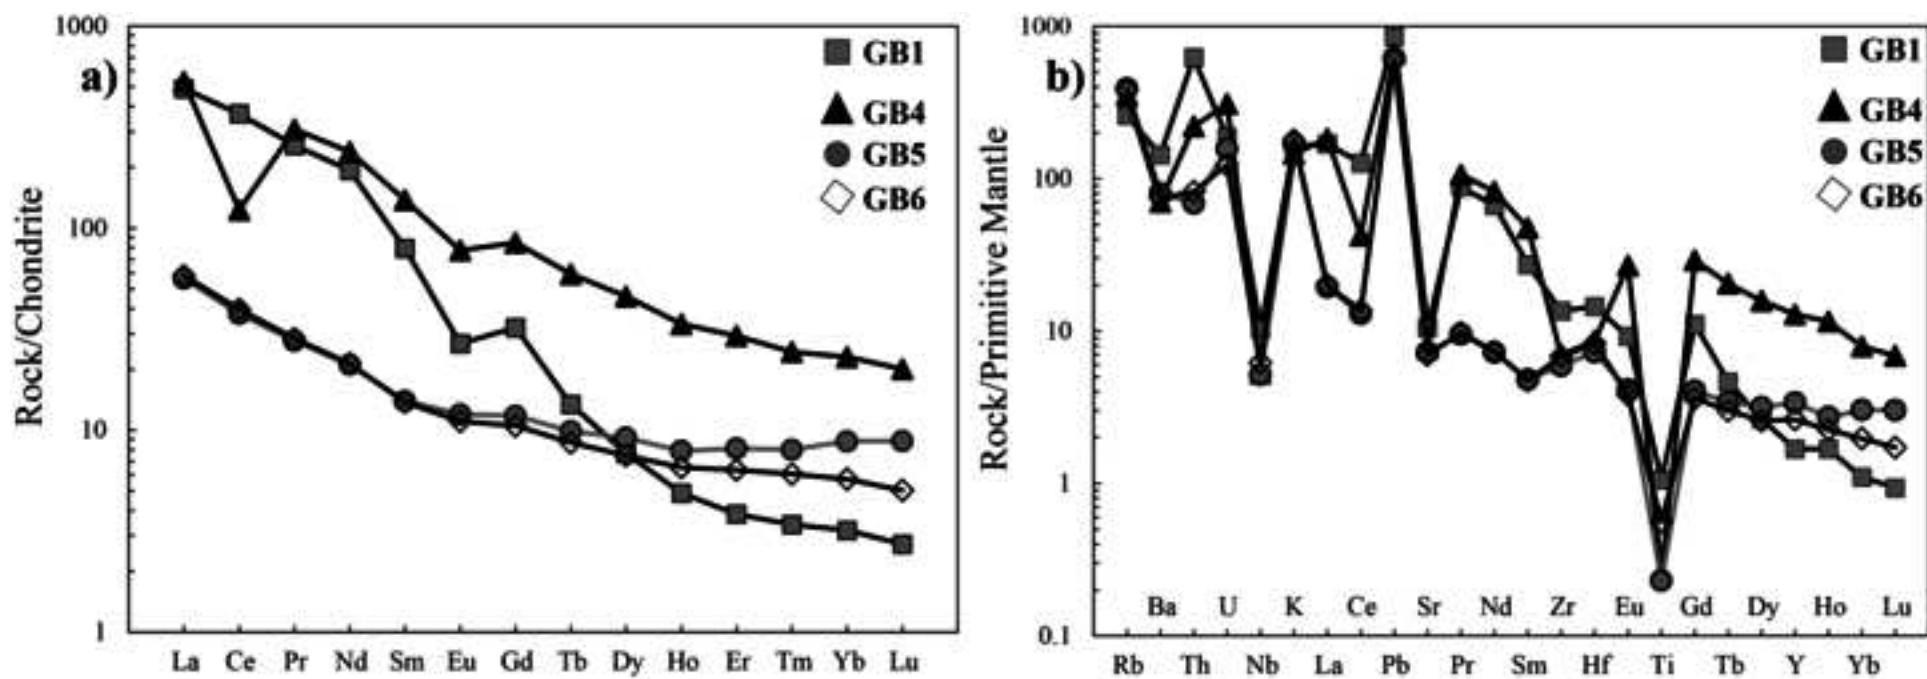 a)
Rock/Chondrite
1000
100
10
1
GB1
GB4
GB5
GB6
La Ce Pr Nd Sm Eu Gd Tb Dy Ho Er Tm Yb Lu
b)
Rock/Primitive Mantle
1000
100
10
1
0.1
GB1
GB4
GB5
GB6
Ba U K Ce Sr Nd Zr Eu Gd Dy Ho Lu
Rb Th Nb La Pb Pr Sm Hf Ti Tb Y Yb